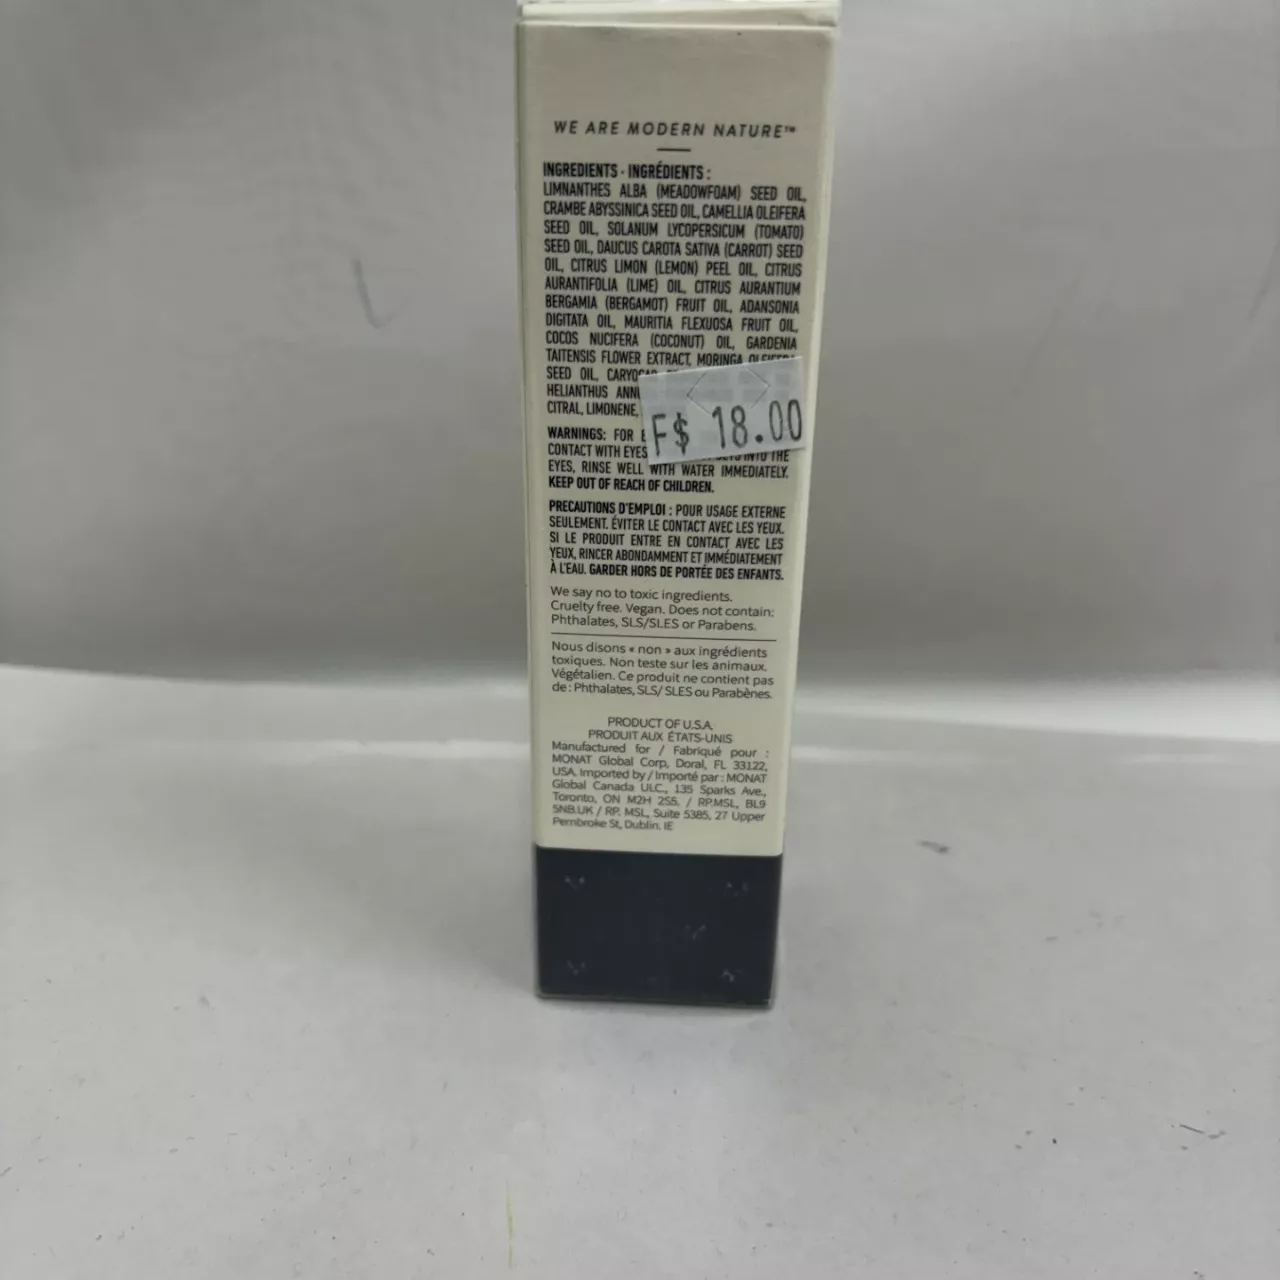 WE ARE MODERN NATURE™
INGREDIENTS - INGRÉDIENTS :
LIMNANTHES ALBA (MEADOWFOAM) SEED OIL,
CRAMBE ABYSSINICA SEED OIL, CAMELLIA OLEIFERA
SEED OIL, SOLANUM LYCOPERSICUM (TOMATO)
SEED OIL, DAUCUS CAROTA SATIVA (CARROT) SEED
OIL, CITRUS LIMON (LEMON) PEEL OIL, CITRUS
AURANTIFOLIA (LIME) OIL, CITRUS AURANTIUM
BERGAMIA (BERGAMOT) FRUIT OIL, ADANSONIA
DIGITATA OIL, MAURITIA FLEXUOSA FRUIT OIL,
COCOS NUCIFERA (COCONUT) OIL, GARDENIA
TAITENSIS FLOWER EXTRACT, MORINGA OLEIFERA
SEED OIL,
HELIANTHUS
CITRAL, LIMONENE,
F$ 18.00
WARNINGS: FOR
CONTACT WITH EYES INTO THE
EYES, RINSE WELL WITH WATER IMMEDIATELY.
KEEP OUT OF REACH OF CHILDREN.
PRECAUTIONS D'EMPLOI : POUR USAGE EXTERNE
SEULEMENT. ÉVITER LE CONTACT AVEC LES YEUX.
SI LE PRODUIT ENTRE EN CONTACT AVEC LES
YEUX, RINCER ABONDAMMENT ET IMMÉDIATEMENT
À L'EAU. GARDER HORS DE PORTÉE DES ENFANTS.
We say no to toxic ingredients.
Cruelty free. Vegan. Does not contain:
Phthalates, SLS/SLES or Parabens.
Nous disons « non » aux ingrédients
toxiques. Non teste sur les animaux.
Végétalien. Ce produit ne contient pas
de : Phthalates, SLS/ SLES ou Parabènes.
PRODUCT OF U.S.A.
PRODUIT AUX ÉTATS-UNIS
Manufactured for / Fabriqué pour :
MONAT Global Corp, Doral, FL 33122,
USA. Imported by / Importé par : MONAT
Global Canada ULC., 135 Sparks Ave.,
Toronto, ON M2H 2S5. / RP.MSL, BL9
5NB.UK / RP. MSL, Suite 5385, 27 Upper
Pembroke St, Dublin. IE